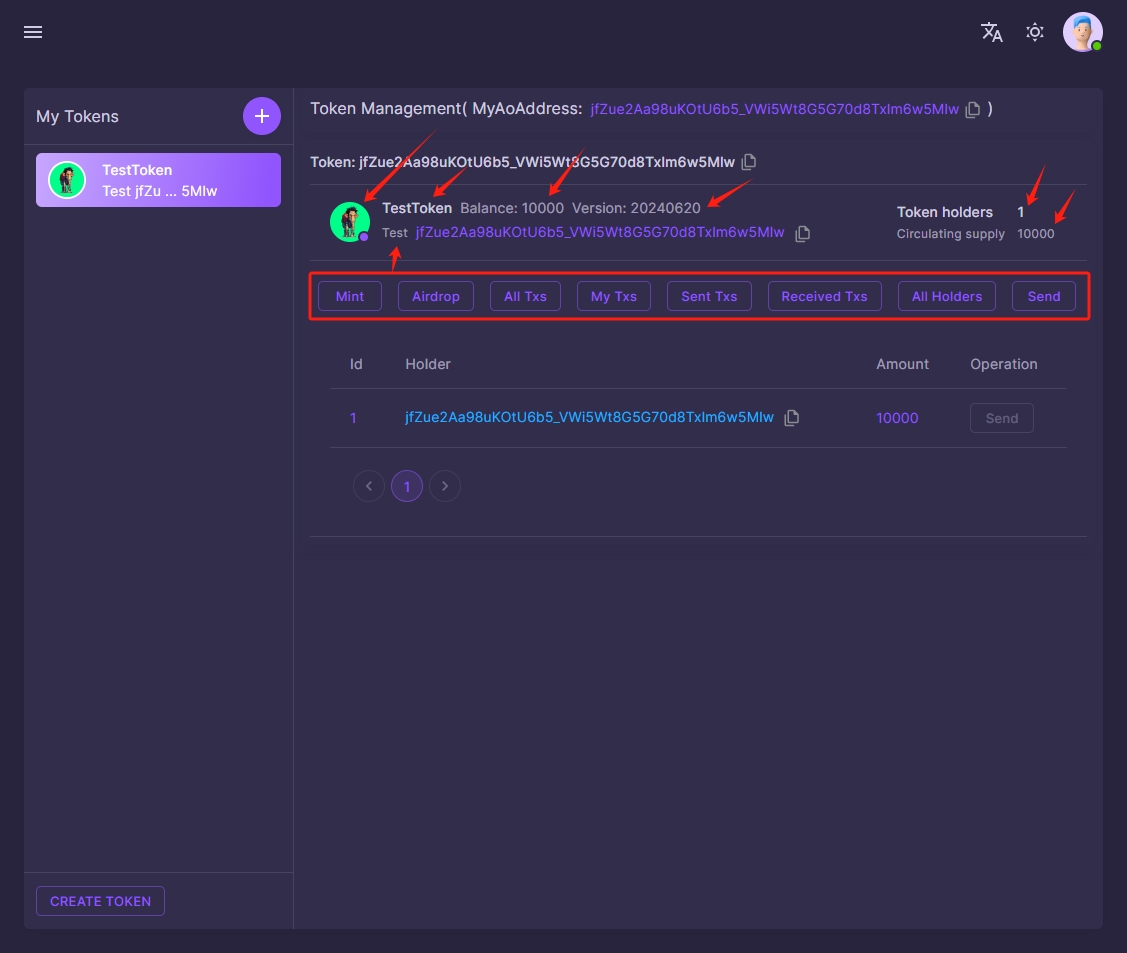 My Tokens
TestToken
Test jfZu ... 5MIw
CREATE TOKEN
Token Management( MyAoAddress: jfZue2Aa98uKOtU6b5_VWi5Wt8G5G70d8TxIm6w5MIw )
Token: jfZue2Aa98uKOtU6b5_VWi5Wt8G5G70d8TxIm6w5MIw
TestToken Balance: 10000 Version: 20240620
Test jfZue2Aa98uKOtU6b5_VWi5Wt8G5G70d8TxIm6w5MIw
Token holders 1
Circulating supply 10000
Mint Airdrop All Txs My Txs Sent Txs Received Txs All Holders Send
Id Holder Amount Operation
1 jfZue2Aa98uKOtU6b5_VWi5Wt8G5G70d8TxIm6w5MIw 10000 Send
1